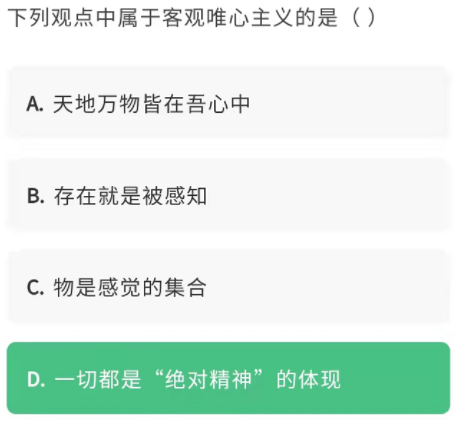 下列观点中属于客观唯心主义的是（ ）
A. 天地万物皆在吾心中
B. 存在就是被感知
C. 物是感觉的集合
D. 一切都是“绝对精神”的体现